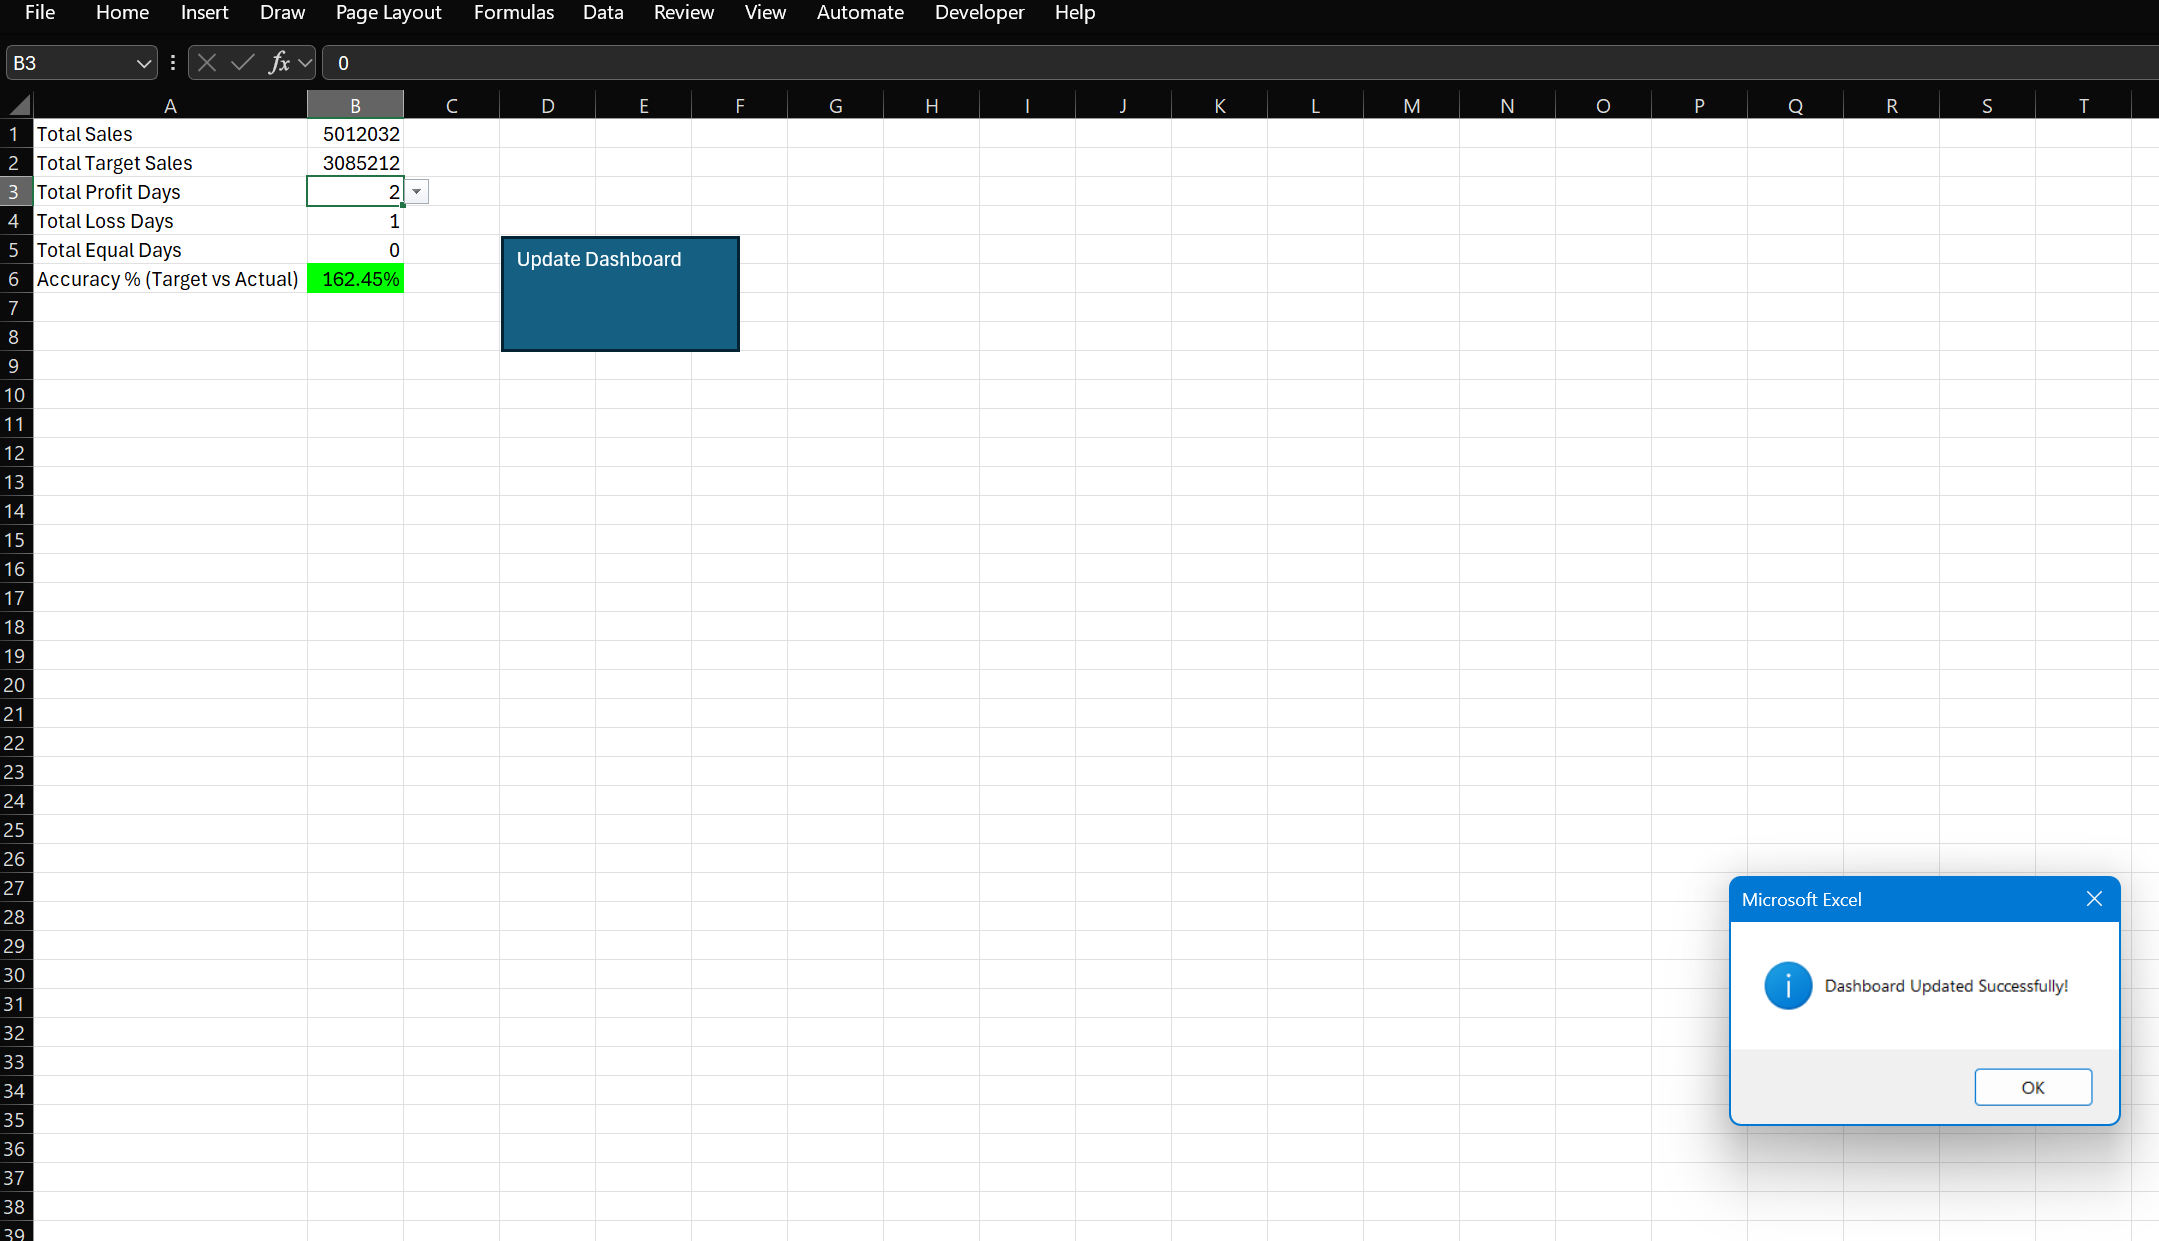 File Home Insert Draw Page Layout Formulas Data Review View Automate Developer Help
B3 fx 0
A B C D E F G H I J K L M N O P Q R S T
1 Total Sales 5012032
2 Total Target Sales 3085212
3 Total Profit Days 2
4 Total Loss Days 1
5 Total Equal Days 0
Update Dashboard
6 Accuracy % (Target vs Actual) 162.45%
7
8
9
10
11
12
13
14
15
16
17
18
19
20
21
22
23
24
25
26
27
28
29
30
31
32
33
34
35
36
37
38
39
Microsoft Excel
Dashboard Updated Successfully!
OK